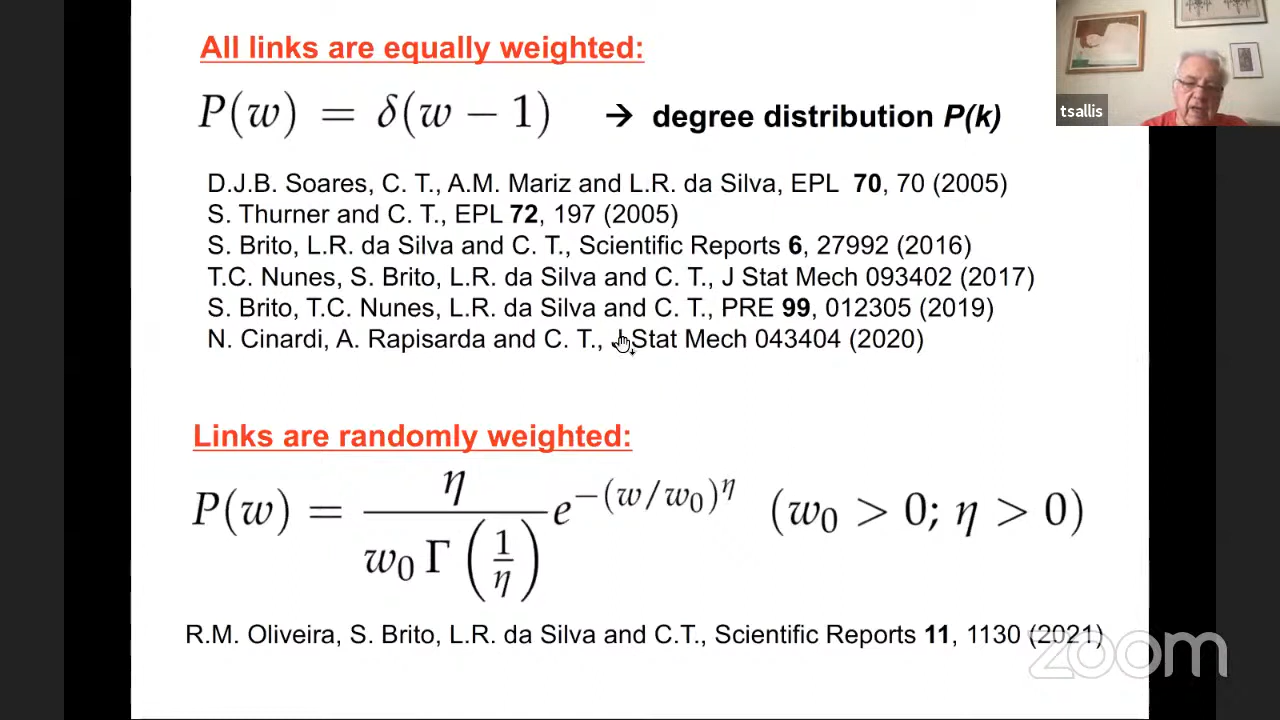 All links are equally weighted:
P(w) = δ(w − 1) → degree distribution P(k)
tsallis
D.J.B. Soares, C. T., A.M. Mariz and L.R. da Silva, EPL 70, 70 (2005)
S. Thurner and C. T., EPL 72, 197 (2005)
S. Brito, L.R. da Silva and C. T., Scientific Reports 6, 27992 (2016)
T.C. Nunes, S. Brito, L.R. da Silva and C. T., J Stat Mech 093402 (2017)
S. Brito, T.C. Nunes, L.R. da Silva and C. T., PRE 99, 012305 (2019)
N. Cinardi, A. Rapisarda and C. T., J Stat Mech 043404 (2020)
Links are randomly weighted:
P(w) = η / (w₀ Γ(1/η)) e^{−(w/w₀)^η} (w₀ > 0; η > 0)
R.M. Oliveira, S. Brito, L.R. da Silva and C.T., Scientific Reports 11, 1130 (2021)
zoom